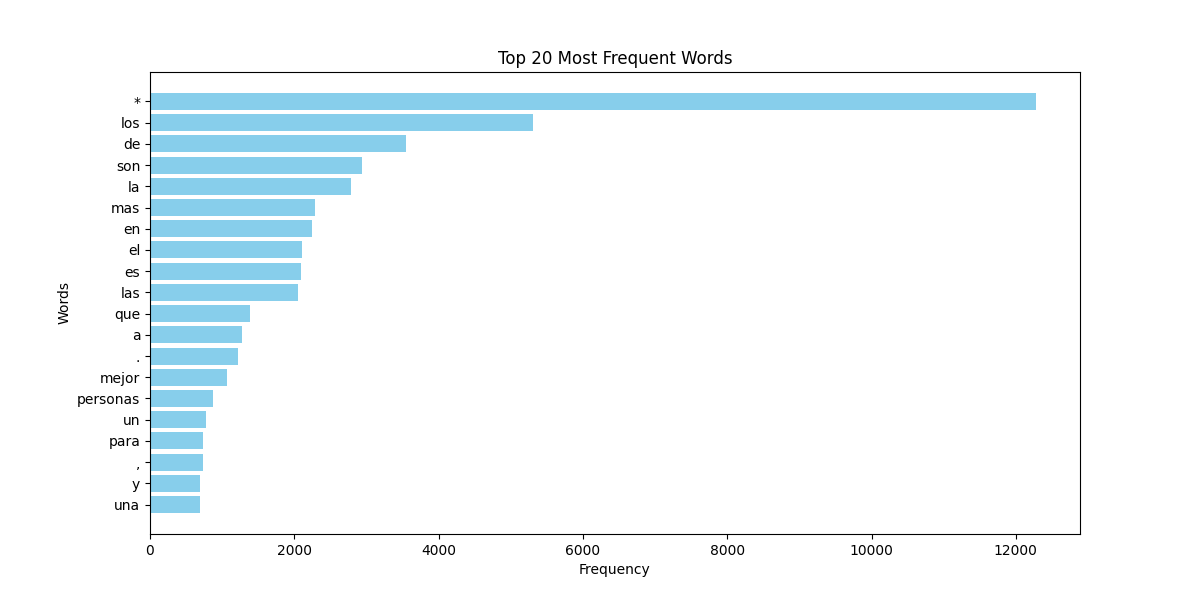 Top 20 Most Frequent Words
*
los
de
son
la
mas
en
el
es
las
que
a
.
mejor
personas
un
para
,
y
una
Words
0 2000 4000 6000 8000 10000 12000
Frequency